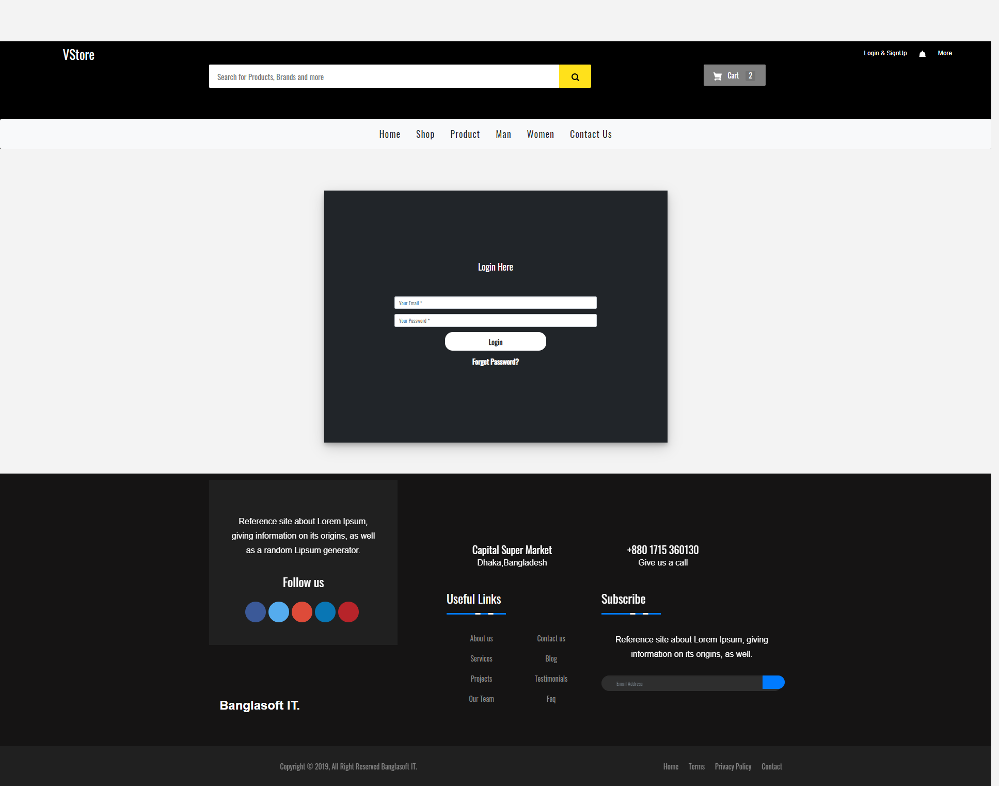 VStore
Login & SignUp
More
Search for Products, Brands and more
Cart 2
Home Shop Product Man Women Contact Us
Login Here
Your Email *
Your Password *
Login
Forget Password?
Reference site about Lorem Ipsum,
giving information on its origins, as well
as a random Lipsum generator.
Follow us
Banglasoft IT.
Capital Super Market
Dhaka,Bangladesh
+880 1715 360130
Give us a call
Useful Links
About us
Contact us
Services
Blog
Projects
Testimonials
Our Team
Faq
Subscribe
Reference site about Lorem Ipsum, giving
information on its origins, as well.
Email Address
Copyright © 2019, All Right Reserved Banglasoft IT.
Home Terms Privacy Policy Contact